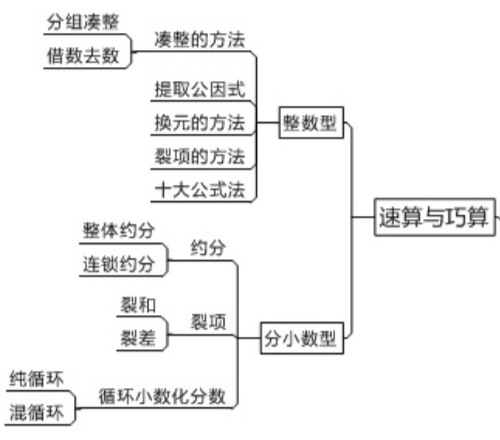 分组凑整
借数去数
凑整的方法
提取公因式
换元的方法
裂项的方法
十大公式法
整数型
速算与巧算
整体约分
连锁约分
约分
裂和
裂差
裂项
分小数型
纯循环
混循环
循环小数化分数